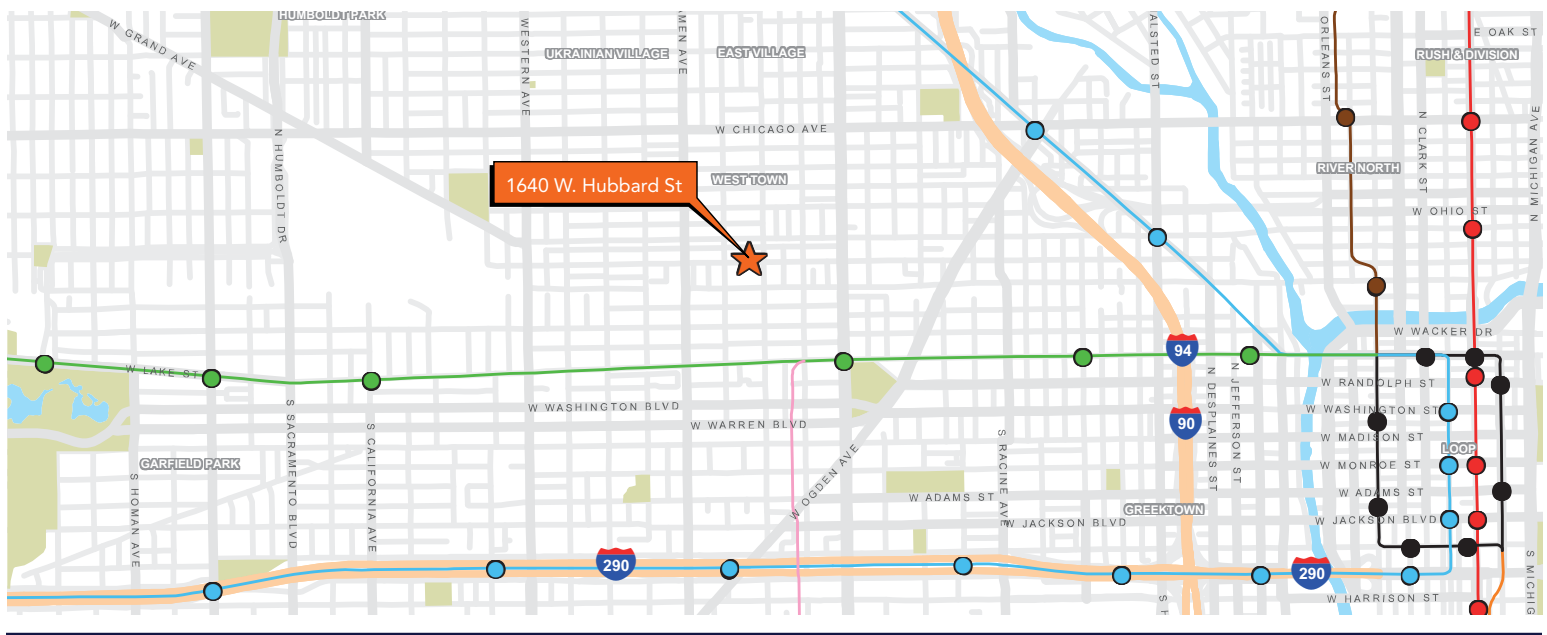 HUMBOLDT PARK
W GRAND AVE
WESTERN AVE
MEN AVE
UKRAINIAN VILLAGE
EAST VILLAGE
ALSTED ST
ORLEANS ST
E OAK ST
RUSH & DIVISION
W CHICAGO AVE
N HUMBOLDT DR
N CLARK ST
N MICHIGAN AVE
RIVER NORTH
WEST TOWN
1640 W. Hubbard St
W OHIO ST
W WACKER DR
94
W LAKE ST
W RANDOLPH ST
N DESPLAINES ST
N JEFFERSON ST
W WASHINGTON BLVD
W WASHINGTON ST
90
W WARREN BLVD
W MADISON ST
S SACRAMENTO BLVD
S CALIFORNIA AVE
S RACINE AVE
LOOP
GARFIELD PARK
W MONROE ST
S HOMAN AVE
W OGDEN AVE
W ADAMS ST
W ADAMS ST
GREEKTOWN
W JACKSON BLVD
W JACKSON BLVD
290
290
S MICHIG
W HARRISON ST
S H